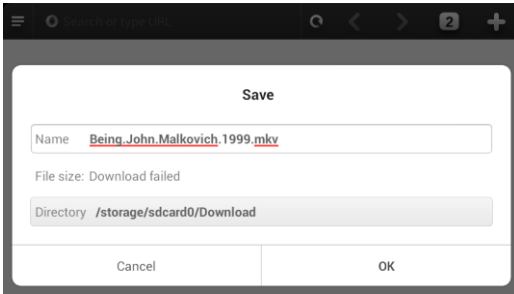 Search or type URL
2
Save
Name Being.John.Malkovich.1999.mkv
File size: Download failed
Directory /storage/sdcard0/Download
Cancel OK